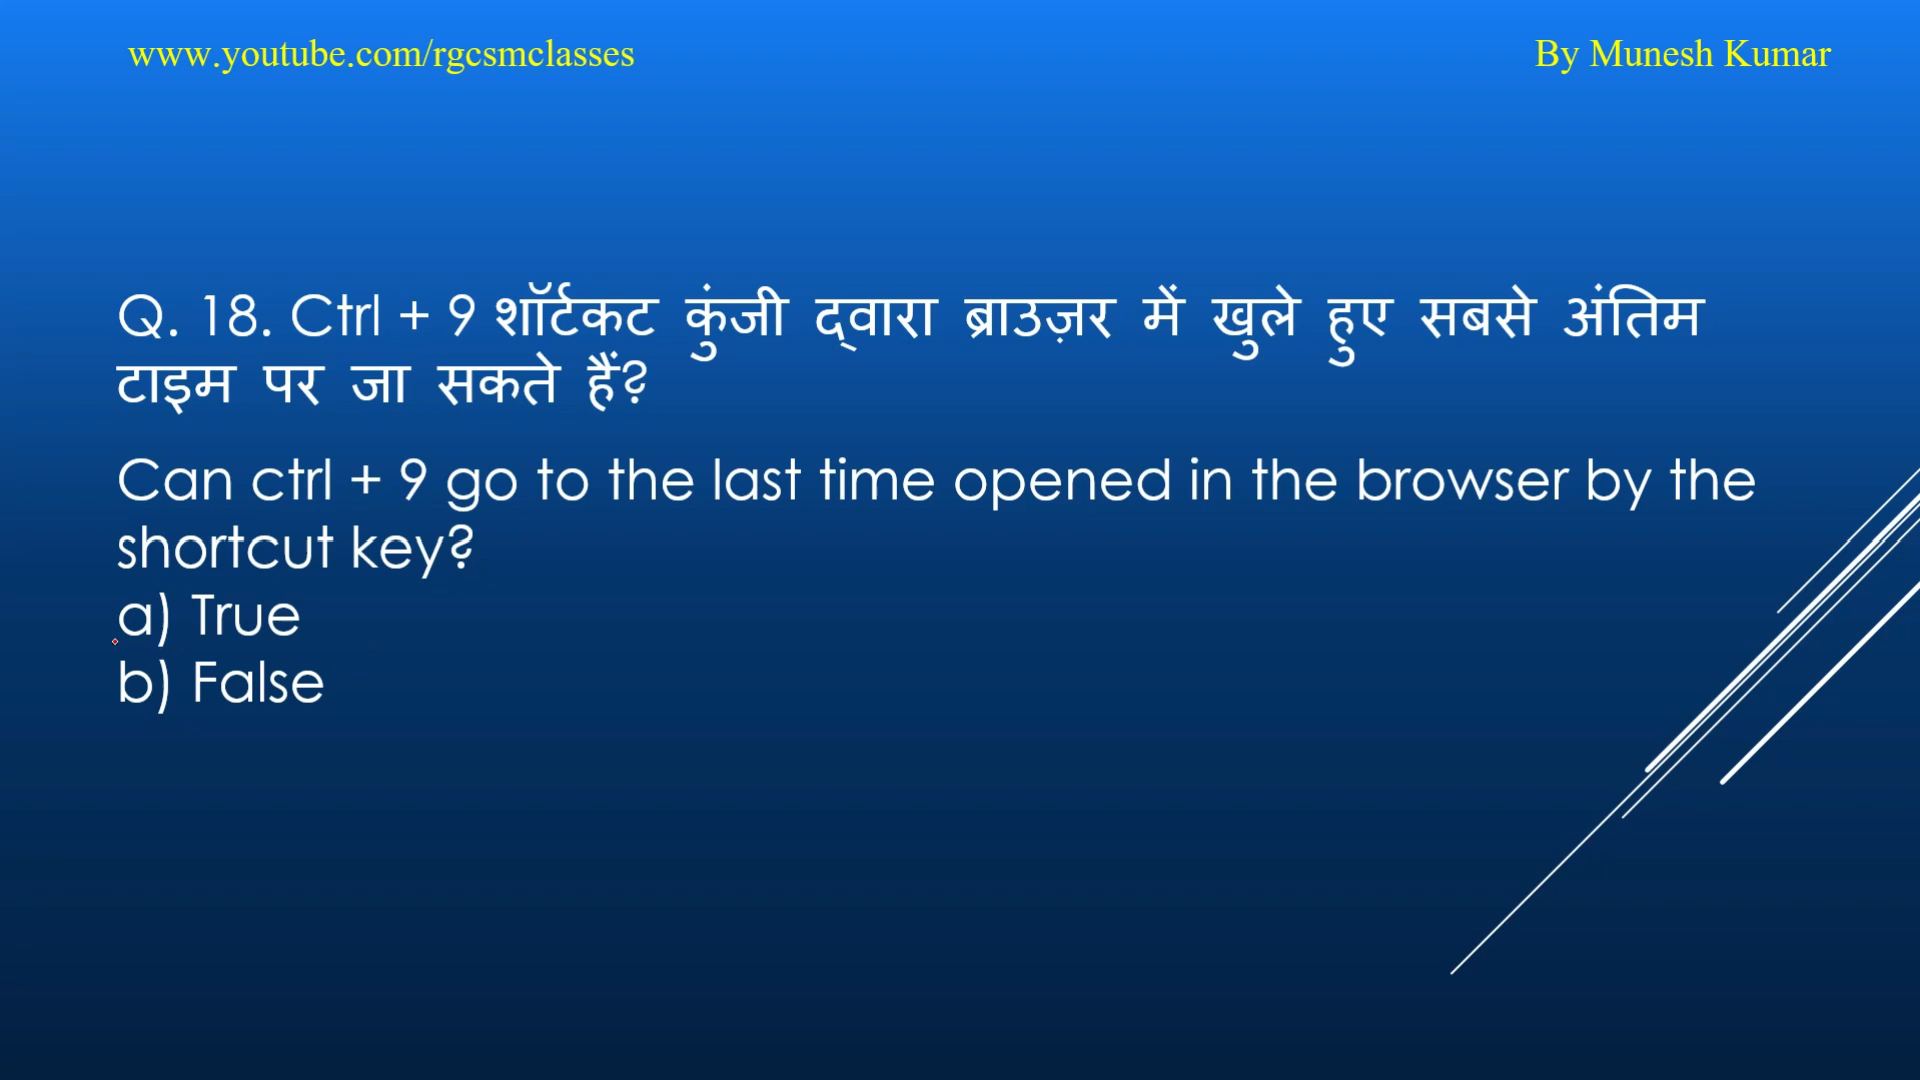 www.youtube.com/rgcsmclasses
By Munesh Kumar
Q. 18. Ctrl + 9 शॉर्टकट कुंजी द्वारा ब्राउज़र में खुले हुए सबसे अंतिम
टाइम पर जा सकते हैं?
Can ctrl + 9 go to the last time opened in the browser by the
shortcut key?
a) True
b) False